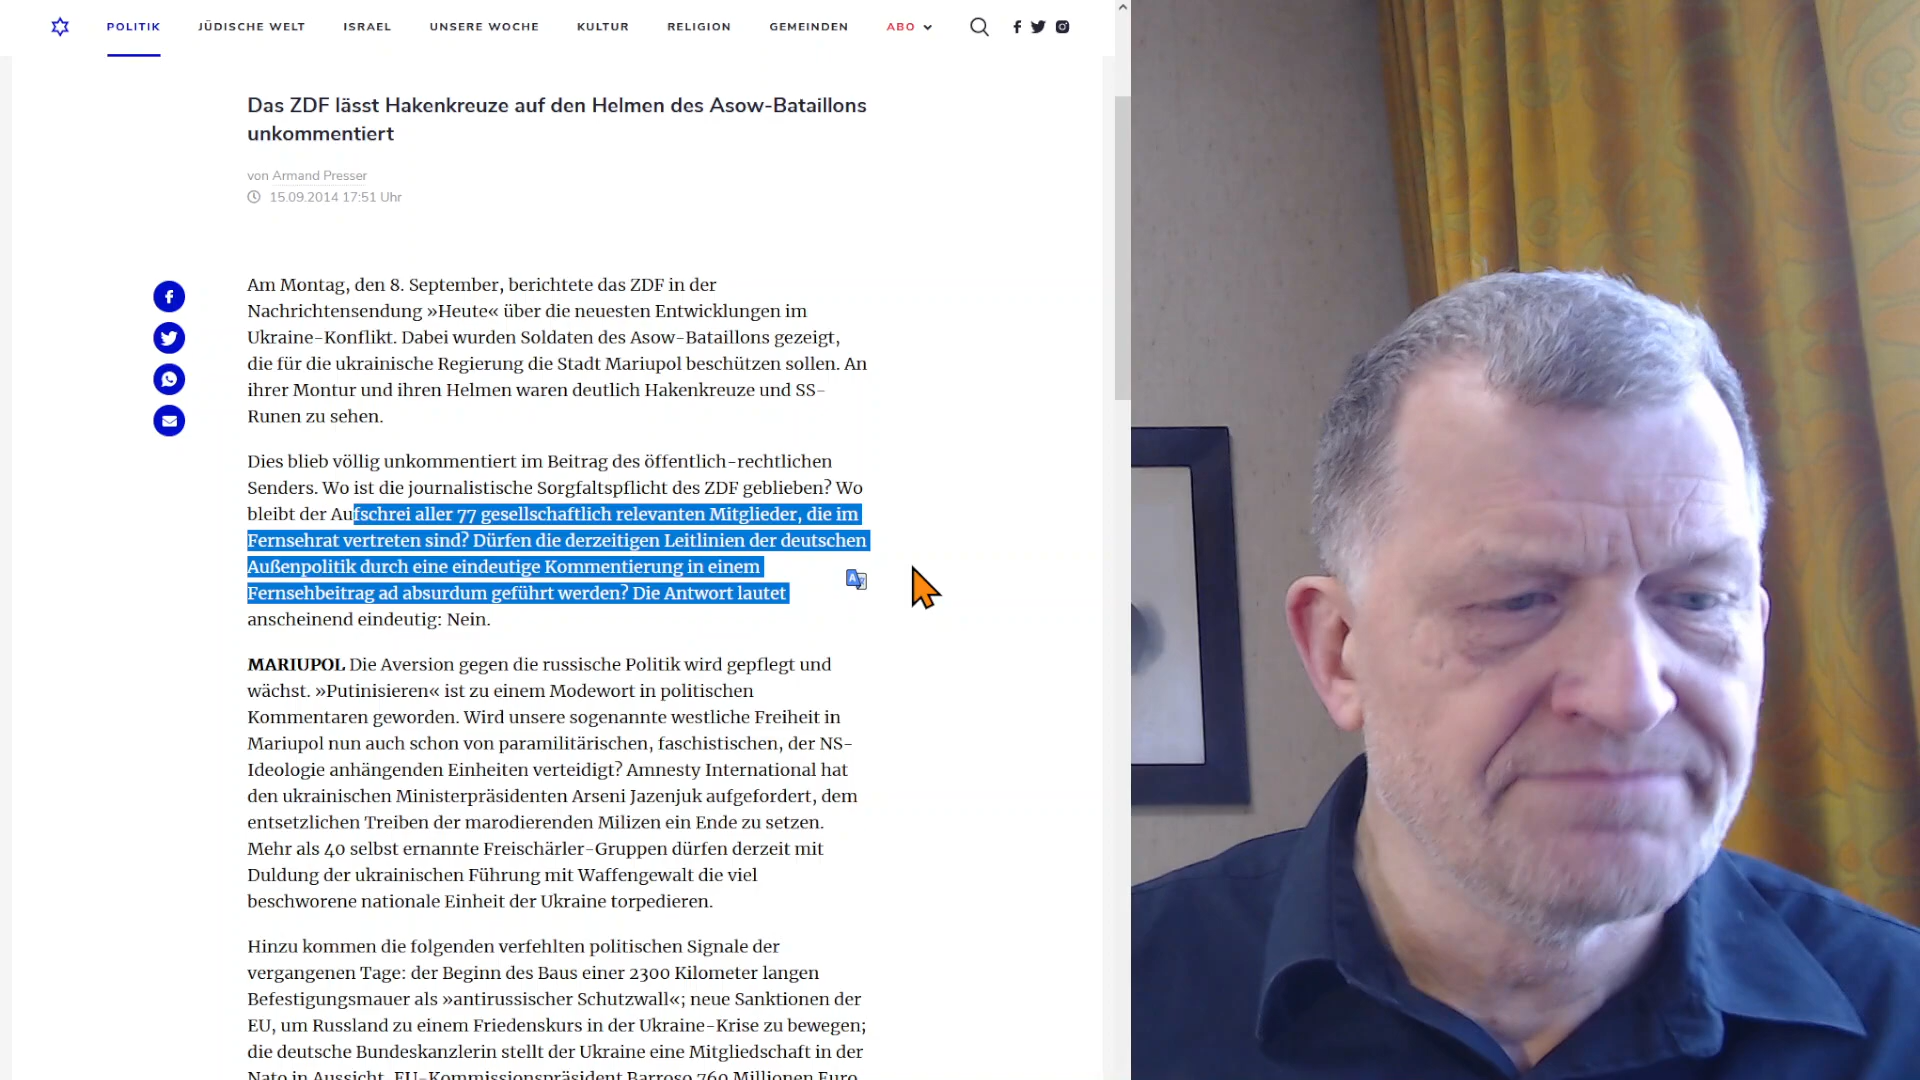 POLITIK JÜDISCHE WELT ISRAEL UNSERE WOCHE KULTUR RELIGION GEMEINDEN ABO
Das ZDF lässt Hakenkreuze auf den Helmen des Asow-Bataillons
unkommentiert
von Armand Presser
15.09.2014 17:51 Uhr
Am Montag, den 8. September, berichtete das ZDF in der
Nachrichtensendung »Heute« über die neuesten Entwicklungen im
Ukraine-Konflikt. Dabei wurden Soldaten des Asow-Bataillons gezeigt,
die für die ukrainische Regierung die Stadt Mariupol beschützen sollen. An
ihrer Montur und ihren Helmen waren deutlich Hakenkreuze und SS-
Runen zu sehen.
Dies blieb völlig unkommentiert im Beitrag des öffentlich-rechtlichen
Senders. Wo ist die journalistische Sorgfaltspflicht des ZDF geblieben? Wo
bleibt der Aufschrei aller 77 gesellschaftlich relevanten Mitglieder, die im
Fernsehrat vertreten sind? Dürfen die derzeitigen Leitlinien der deutschen
Außenpolitik durch eine eindeutige Kommentierung in einem
Fernsehbeitrag ad absurdum geführt werden? Die Antwort lautet
anscheinend eindeutig: Nein.
MARIUPOL Die Aversion gegen die russische Politik wird gepflegt und
wächst. »Putinisieren« ist zu einem Modewort in politischen
Kommentaren geworden. Wird unsere sogenannte westliche Freiheit in
Mariupol nun auch schon von paramilitärischen, faschistischen, der NS-
Ideologie anhängenden Einheiten verteidigt? Amnesty International hat
den ukrainischen Ministerpräsidenten Arseni Jazenjuk aufgefordert, dem
entsetzlichen Treiben der marodierenden Milizen ein Ende zu setzen.
Mehr als 40 selbst ernannte Freischärler-Gruppen dürfen derzeit mit
Duldung der ukrainischen Führung mit Waffengewalt die viel
beschworene nationale Einheit der Ukraine torpedieren.
Hinzu kommen die folgenden verfehlten politischen Signale der
vergangenen Tage: der Beginn des Baus einer 2300 Kilometer langen
Befestigungsmauer als »antirussischer Schutzwall«; neue Sanktionen der
EU, um Russland zu einem Friedenskurs in der Ukraine-Krise zu bewegen;
die deutsche Bundeskanzlerin stellt der Ukraine eine Mitgliedschaft in der
Nato in Aussicht. EU-Kommissionspräsident Barroso 760 Millionen Euro